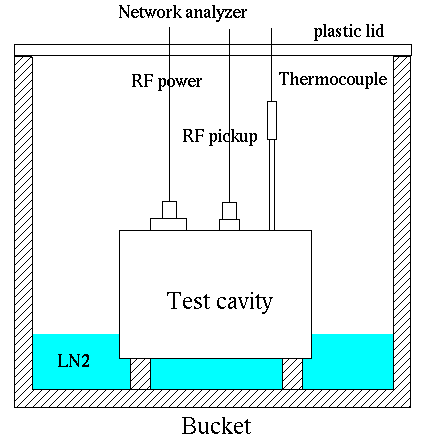 Network analyzer
plastic lid
RF power
Thermocouple
RF pickup
Test cavity
LN2
Bucket